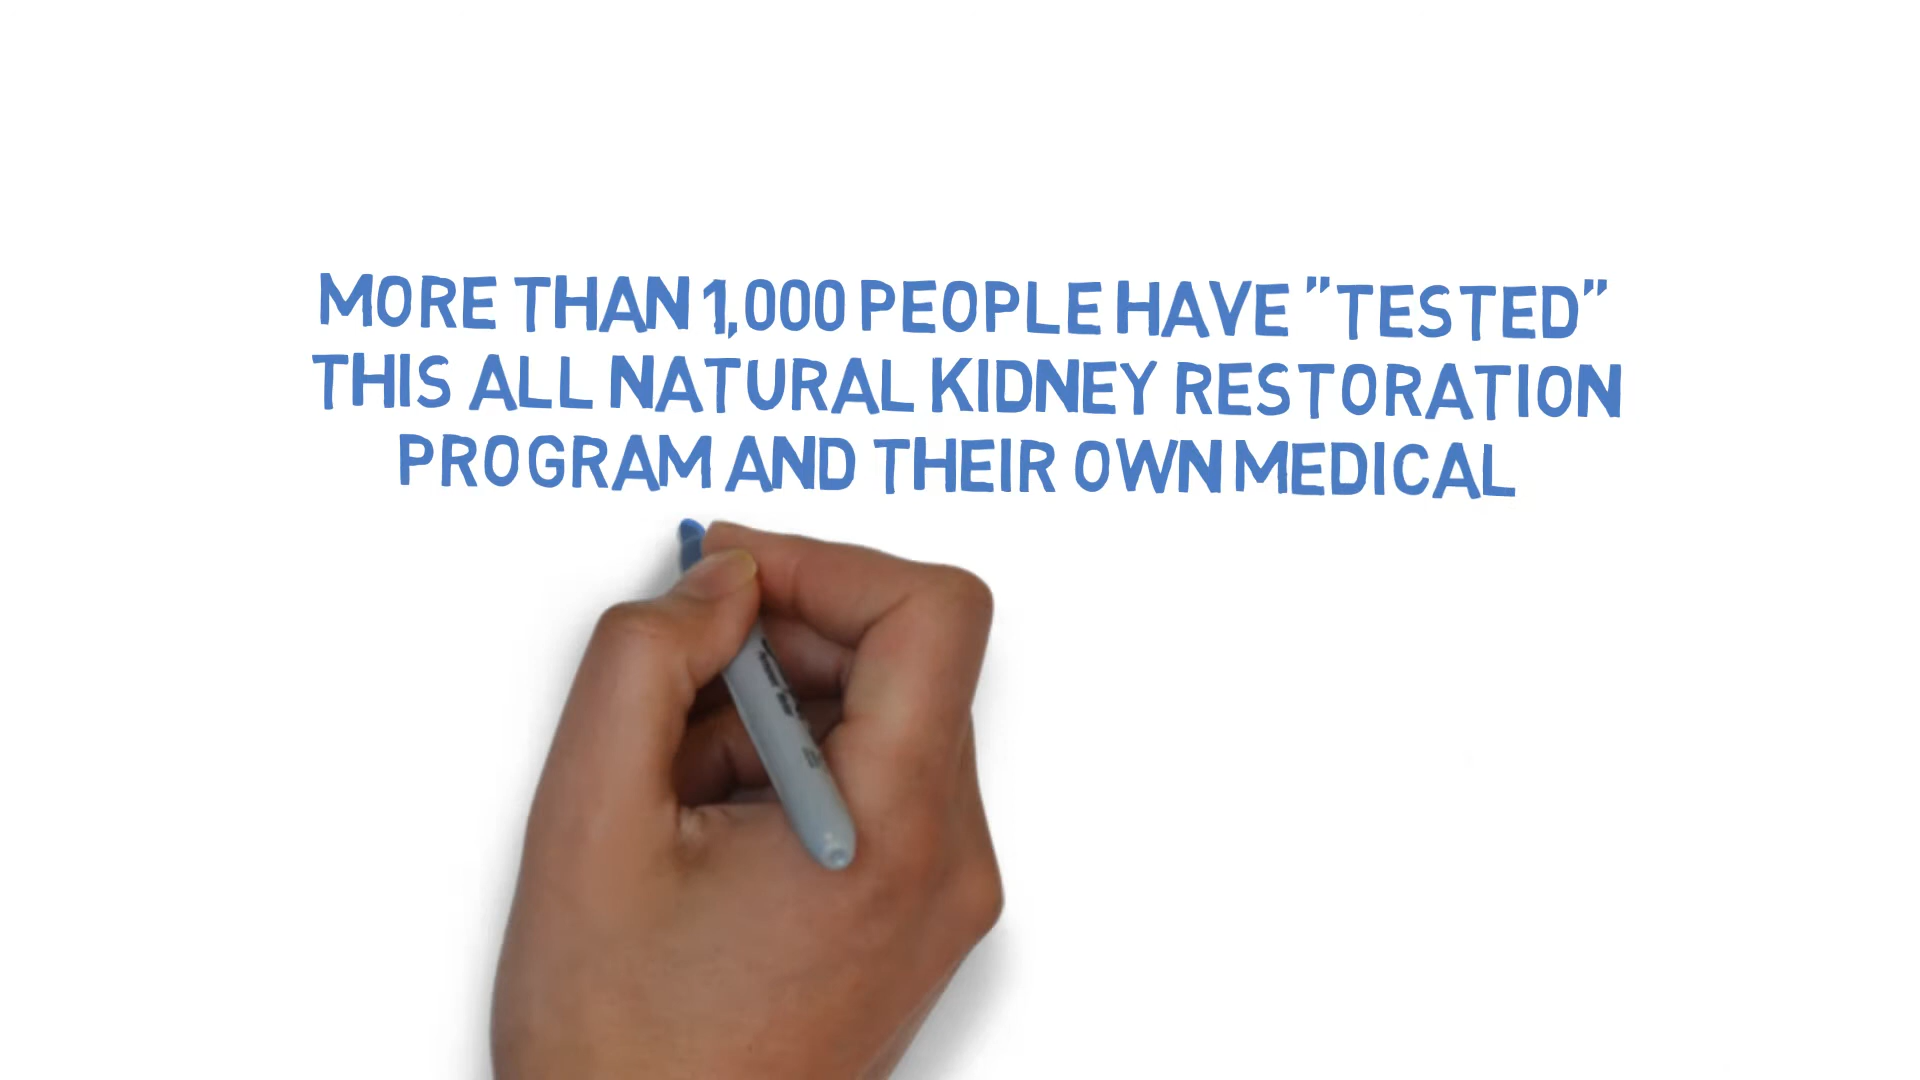 MORE THAN 1,000 PEOPLE HAVE "TESTED"
THIS ALL NATURAL KIDNEY RESTORATION
PROGRAM AND THEIR OWN MEDICAL